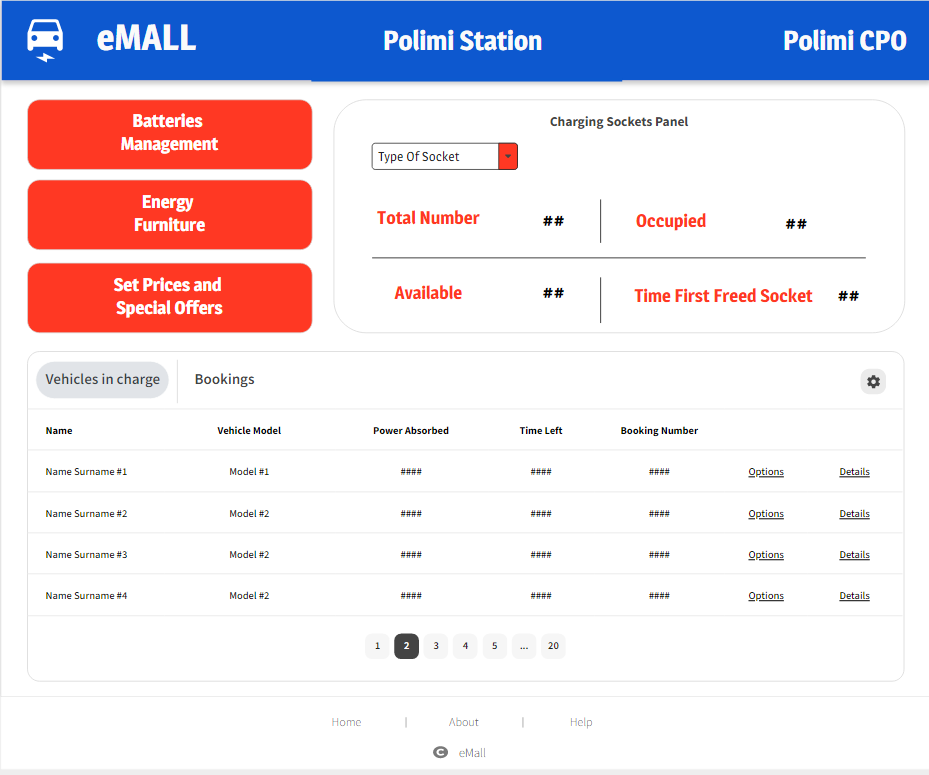 eMALL Polimi Station Polimi CPO
Batteries
Management
Energy
Furniture
Set Prices and
Special Offers
Charging Sockets Panel
Type Of Socket
Total Number ## Occupied ##
Available ## Time First Freed Socket ##
Vehicles in charge Bookings
Name Vehicle Model Power Absorbed Time Left Booking Number
Name Surname #1 Model #1 #### #### #### Options Details
Name Surname #2 Model #2 #### #### #### Options Details
Name Surname #3 Model #2 #### #### #### Options Details
Name Surname #4 Model #2 #### #### #### Options Details
1 2 3 4 5 ... 20
Home | About | Help
© eMall